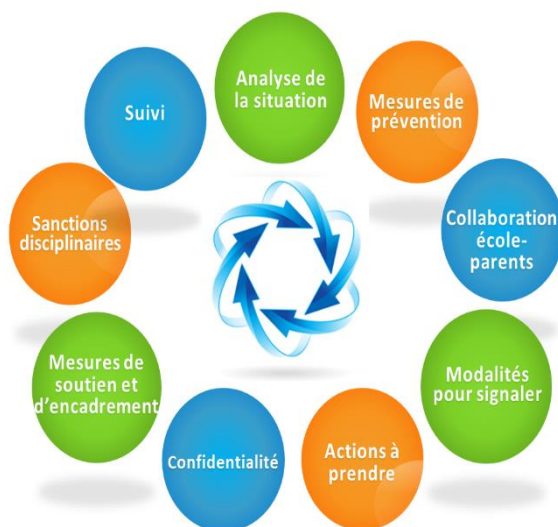 Analyse de
la situation
Mesures de
prévention
Collaboration
école-
parents
Modalités
pour signaler
Actions à
prendre
Confidentialité
Mesures de
soutien et
d'encadrement
Sanctions
disciplinaires
Suivi